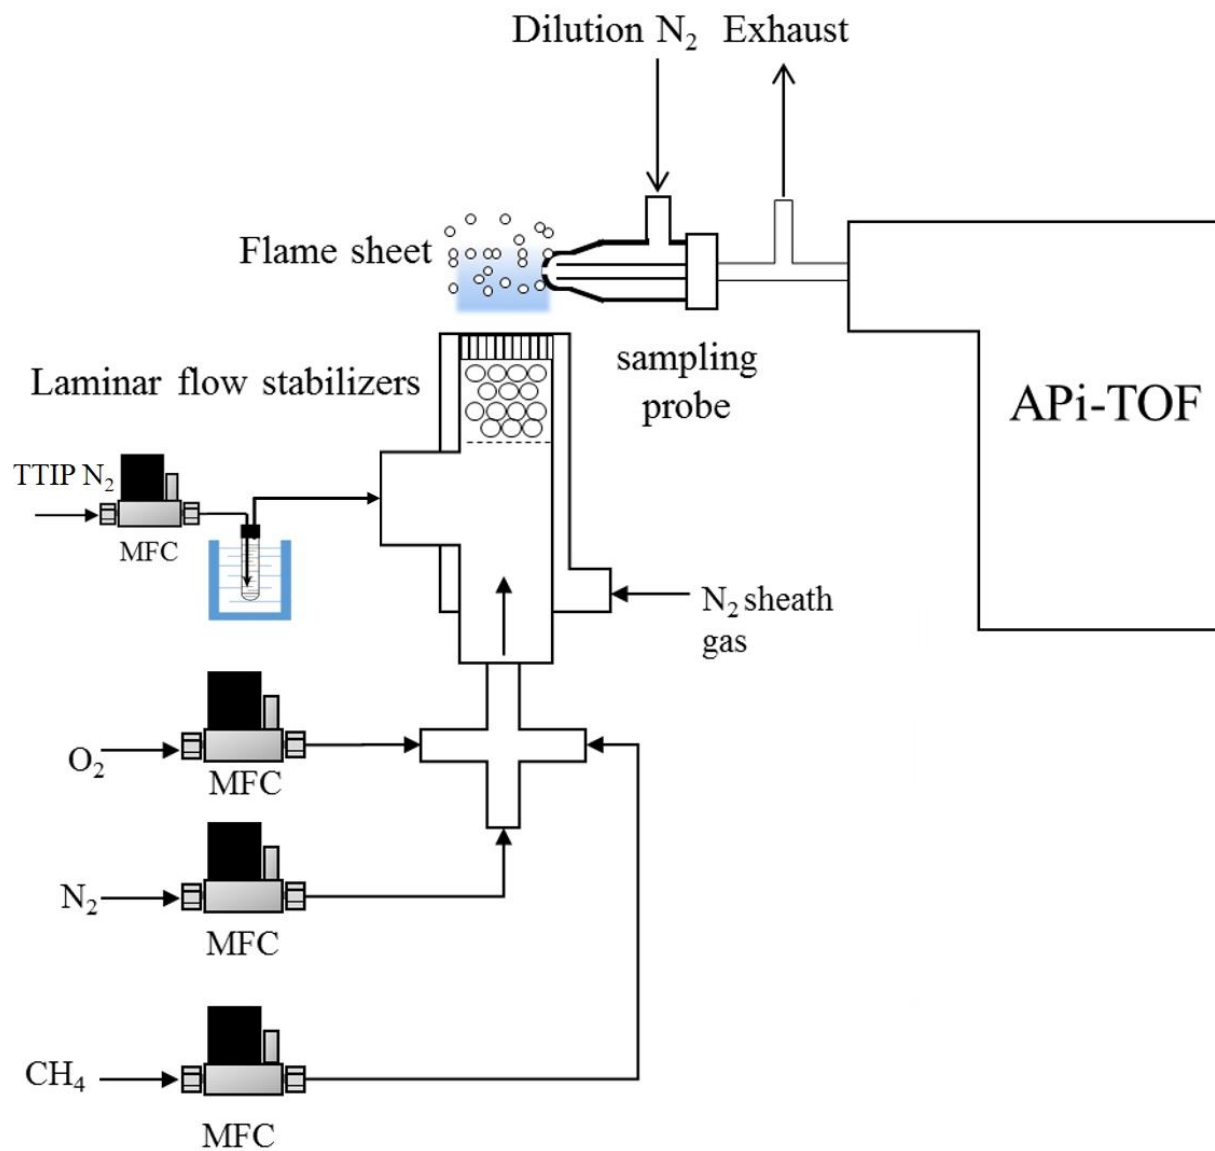 Dilution N₂ Exhaust
Flame sheet
sampling
probe
APi-TOF
Laminar flow stabilizers
TTIP N₂
MFC
N₂ sheath
gas
O₂
MFC
N₂
MFC
CH₄
MFC